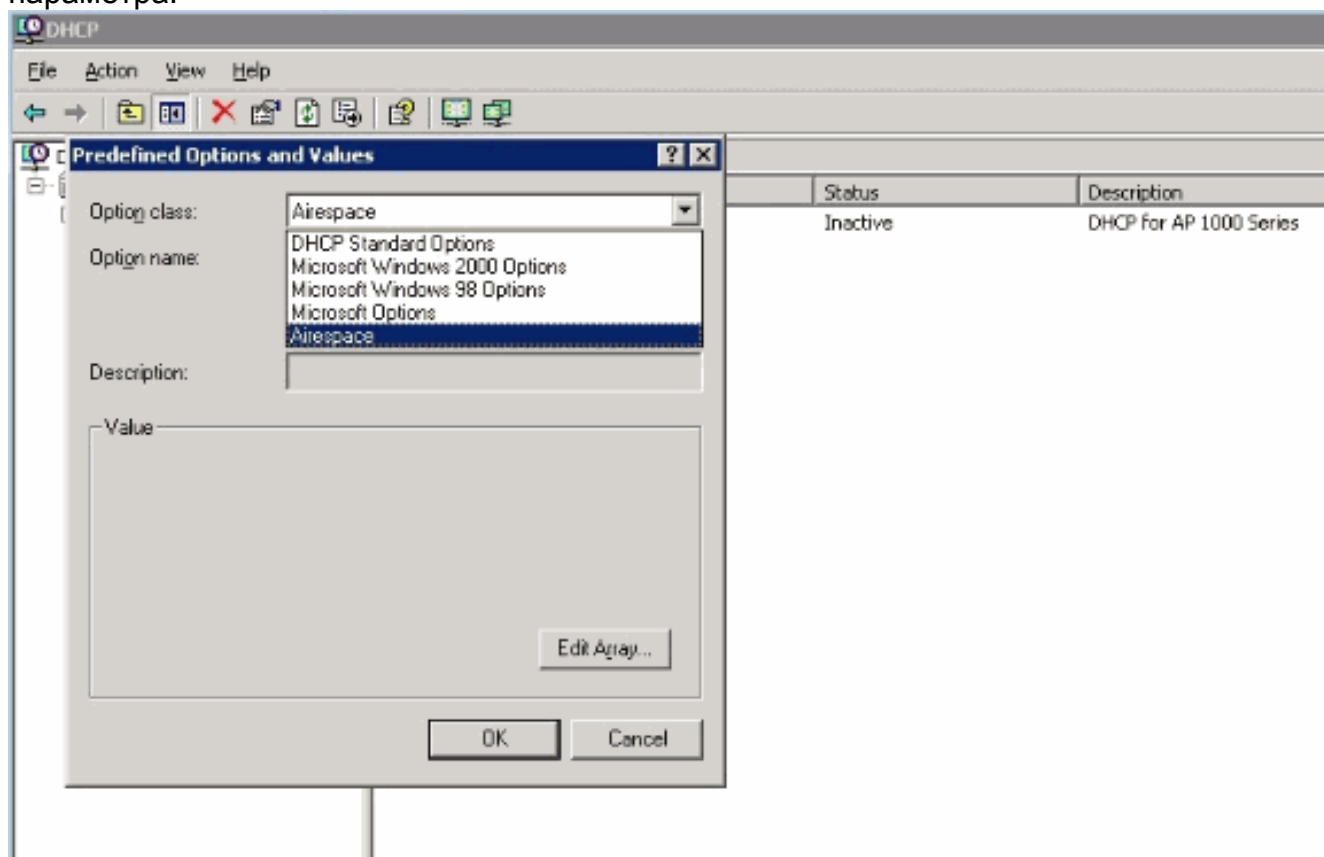 параметра.
DHCP
File Action View Help
Predefined Options and Values
Status Description
Option class: Airespace
Inactive DHCP for AP 1000 Series
DHCP Standard Options
Option name:
Microsoft Windows 2000 Options
Microsoft Windows 98 Options
Microsoft Options
Airespace
Description:
Value
Edit Array...
OK Cancel